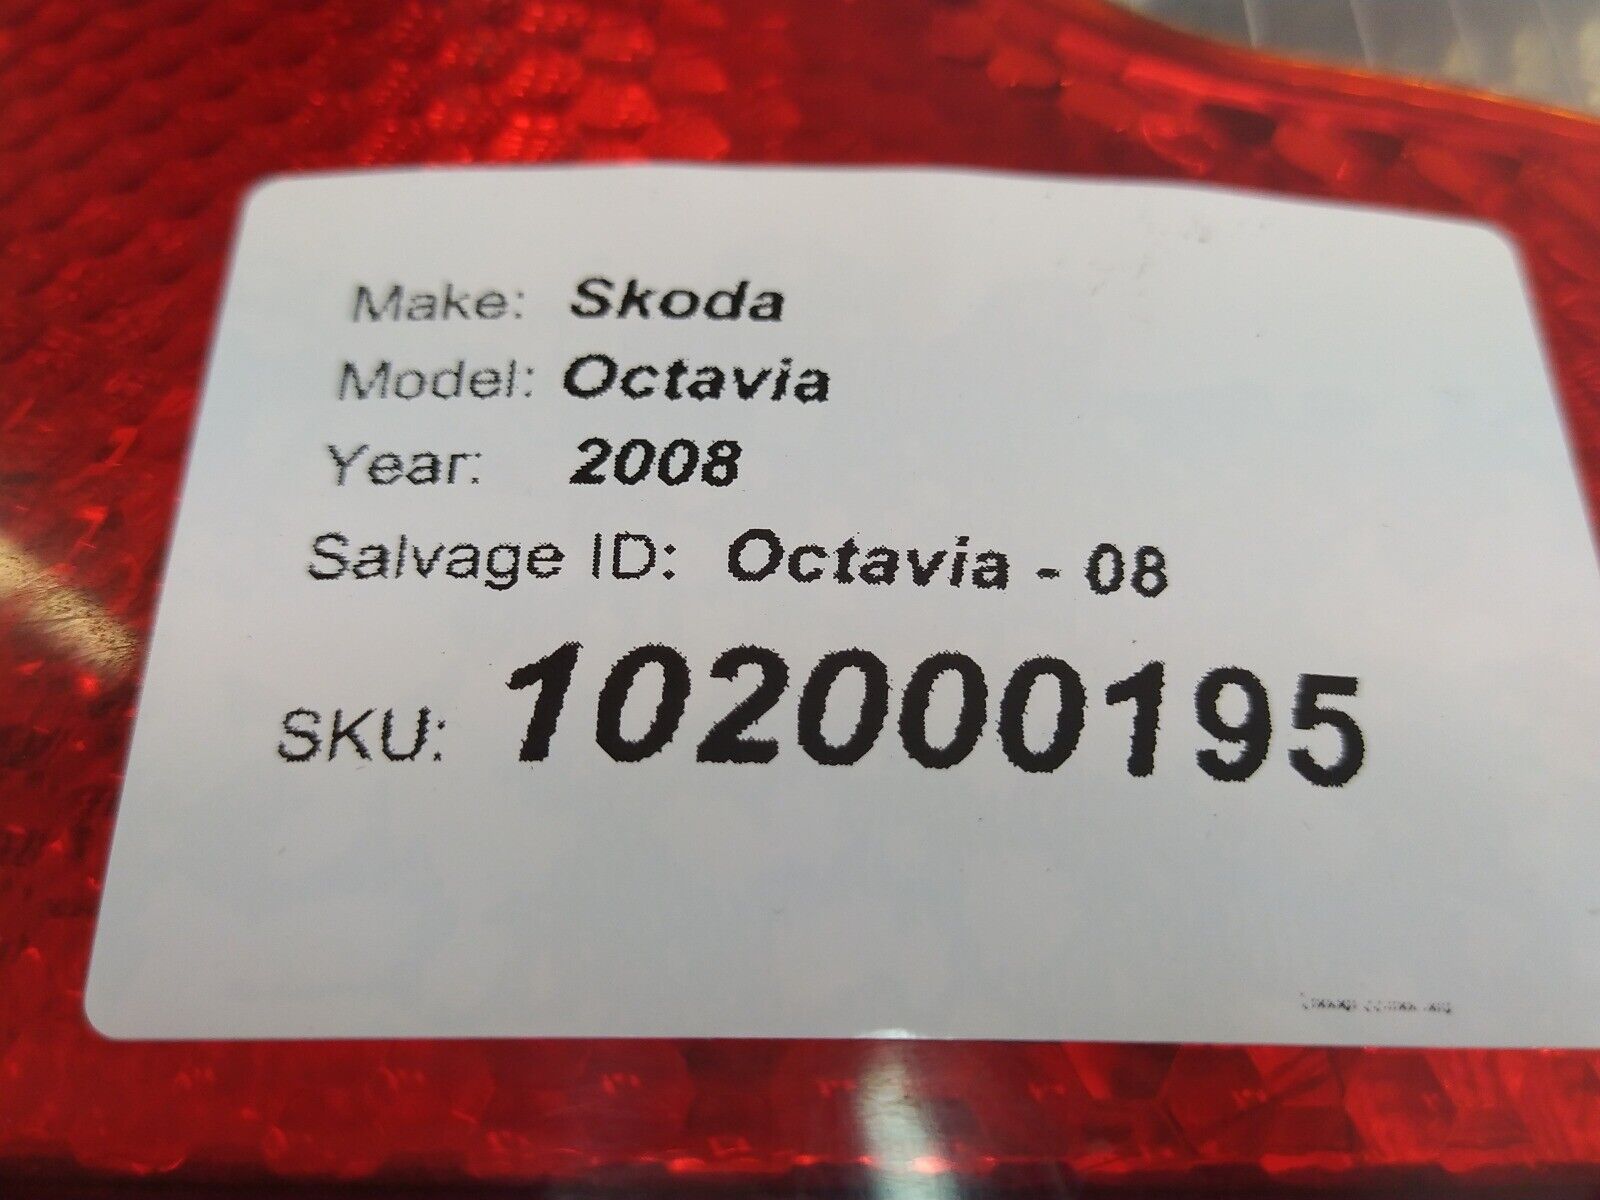 Make: Skoda
Model: Octavia
Year: 2008
Salvage ID: Octavia - 08
SKU: 102000195